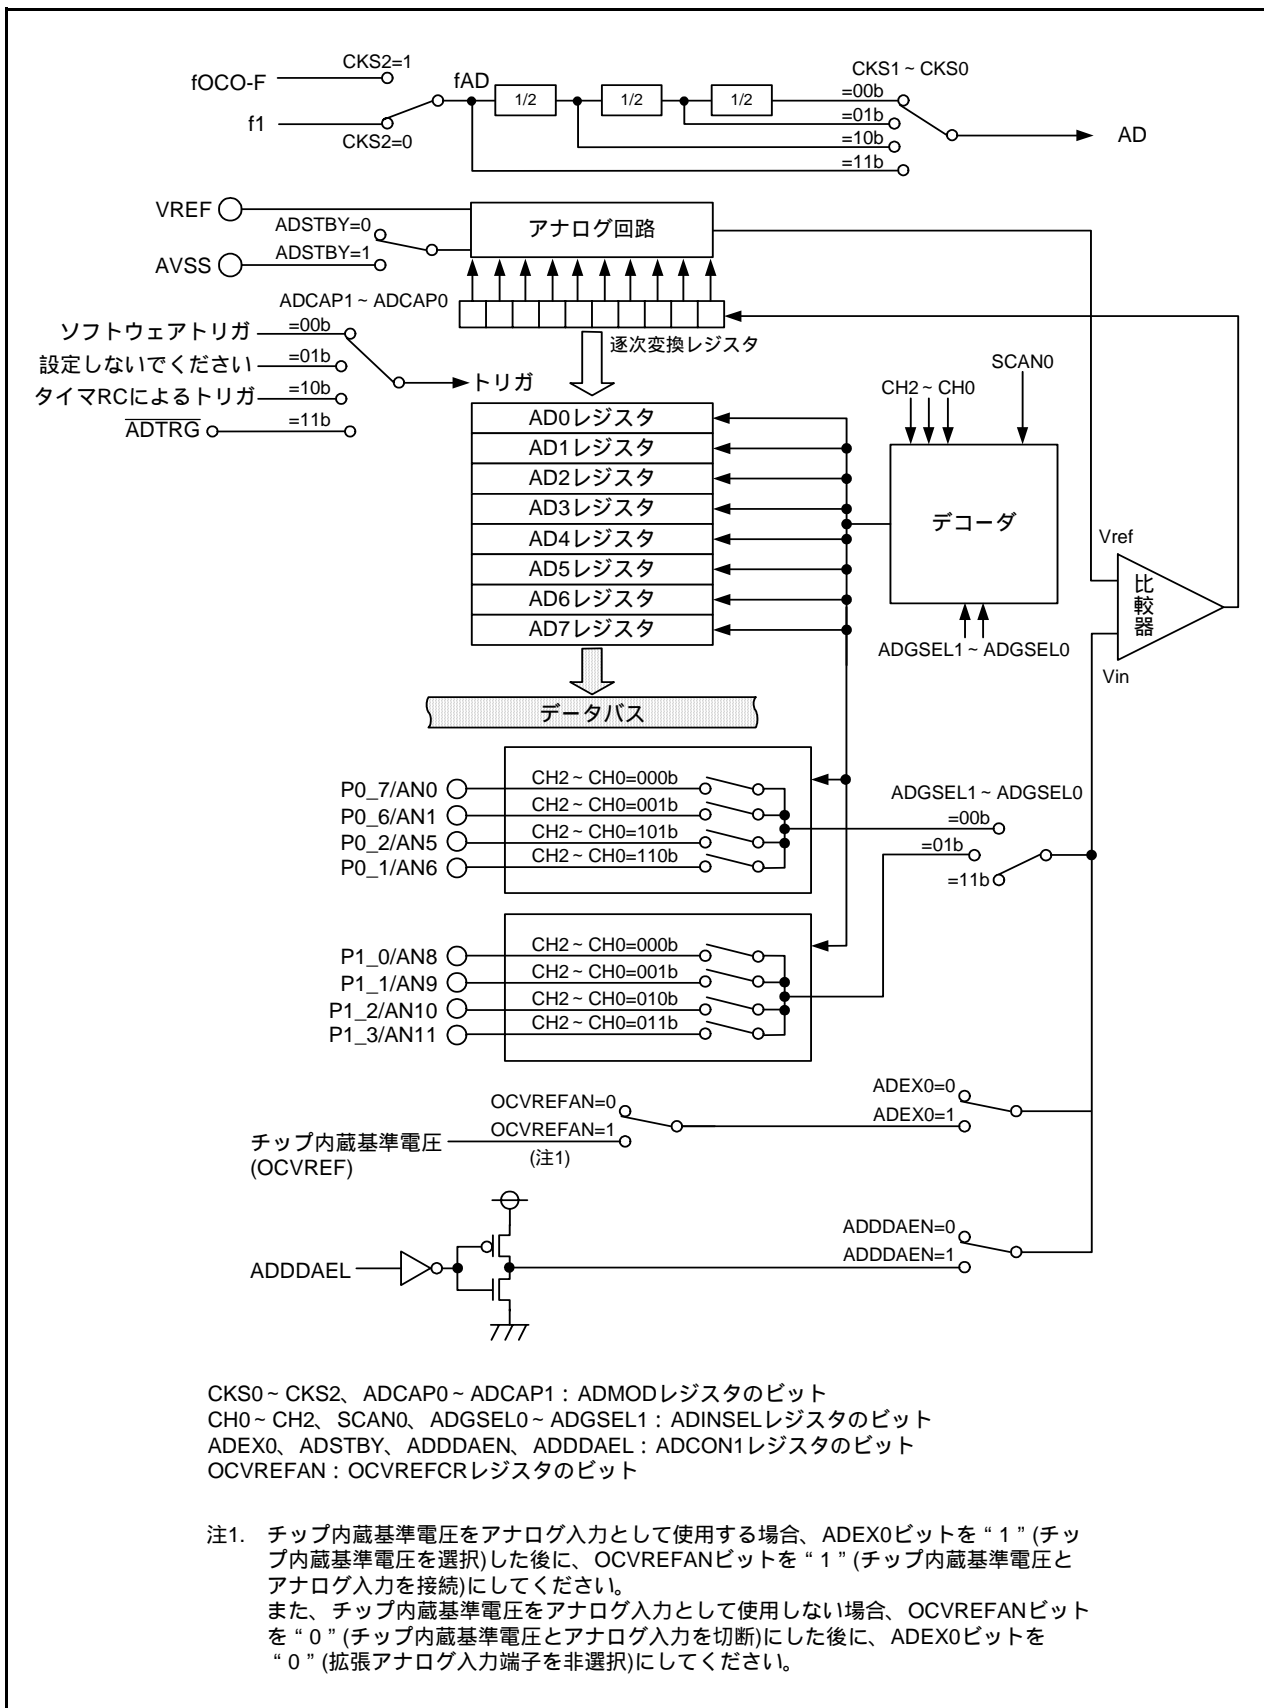 fOCO-F
CKS2=1
f1
CKS2=0
fAD
1/2
1/2
1/2
CKS1 ~ CKS0
=00b
=01b
=10b
=11b
AD
VREF
AVSS
ADSTBY=0
ADSTBY=1
アナログ回路
ADCAP1 ~ ADCAP0
ソフトウェアトリガ
=00b
設定しないでください
=01b
タイマRCによるトリガ
=10b
ADTRG
=11b
トリガ
逐次変換レジスタ
AD0レジスタ
AD1レジスタ
AD2レジスタ
AD3レジスタ
AD4レジスタ
AD5レジスタ
AD6レジスタ
AD7レジスタ
データバス
CH2 ~ CH0
SCAN0
デコーダ
ADGSEL1 ~ ADGSEL0
Vref
比較器
Vin
P0_7/AN0
CH2 ~ CH0=000b
P0_6/AN1
CH2 ~ CH0=001b
P0_2/AN5
CH2 ~ CH0=101b
P0_1/AN6
CH2 ~ CH0=110b
ADGSEL1 ~ ADGSEL0
=00b
=01b
=11b
P1_0/AN8
CH2 ~ CH0=000b
P1_1/AN9
CH2 ~ CH0=001b
P1_2/AN10
CH2 ~ CH0=010b
P1_3/AN11
CH2 ~ CH0=011b
チップ内蔵基準電圧
(OCVREF)
OCVREFAN=0
OCVREFAN=1
(注1)
ADEX0=0
ADEX0=1
ADDDAEL
ADDDAEN=0
ADDDAEN=1
CKS0 ~ CKS2、ADCAP0 ~ ADCAP1：ADMODレジスタのビット
CH0 ~ CH2、SCAN0、ADGSEL0 ~ ADGSEL1：ADINSELレジスタのビット
ADEX0、ADSTBY、ADDDAEN、ADDDAEL：ADCON1レジスタのビット
OCVREFAN：OCVREFCRレジスタのビット
注1. チップ内蔵基準電圧をアナログ入力として使用する場合、ADEX0ビットを“1”(チッ
プ内蔵基準電圧を選択)した後に、OCVREFANビットを“1”(チップ内蔵基準電圧と
アナログ入力を接続)にしてください。
また、チップ内蔵基準電圧をアナログ入力として使用しない場合、OCVREFANビット
を“0”(チップ内蔵基準電圧とアナログ入力を切断)にした後に、ADEX0ビットを
“0”(拡張アナログ入力端子を非選択)にしてください。